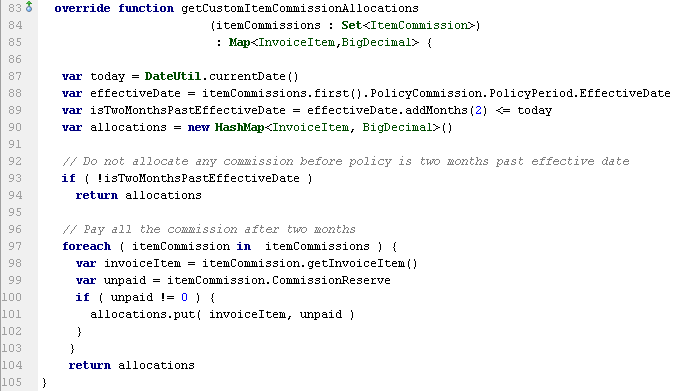 83 override function getCustomItemCommissionAllocations
84 (itemCommissions : Set<ItemCommission>)
85 : Map<InvoiceItem,BigDecimal> {
86
87 var today = DateUtil.currentDate()
88 var effectiveDate = itemCommissions.first().PolicyCommission.PolicyPeriod.EffectiveDate
89 var isTwoMonthsPastEffectiveDate = effectiveDate.addMonths(2) <= today
90 var allocations = new HashMap<InvoiceItem, BigDecimal>()
91
92 // Do not allocate any commission before policy is two months past effective date
93 if ( !isTwoMonthsPastEffectiveDate )
94 return allocations
95
96 // Pay all the commission after two months
97 foreach ( itemCommission in itemCommissions ) {
98 var invoiceItem = itemCommission.getInvoiceItem()
99 var unpaid = itemCommission.CommissionReserve
100 if ( unpaid != 0 ) {
101 allocations.put( invoiceItem, unpaid )
102 }
103 }
104 return allocations
105 }